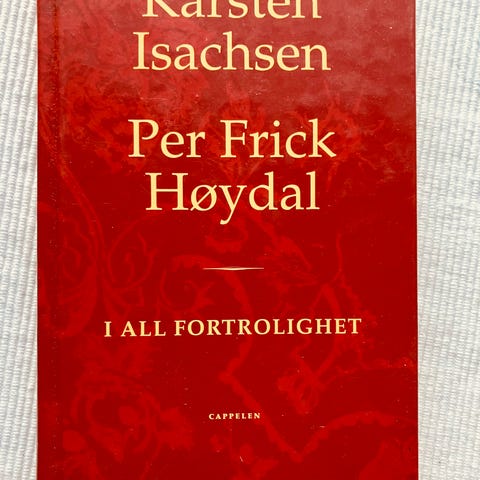 Karsten
Isachsen
Per Frick
Høydal
I ALL FORTROLIGHET
CAPPELEN